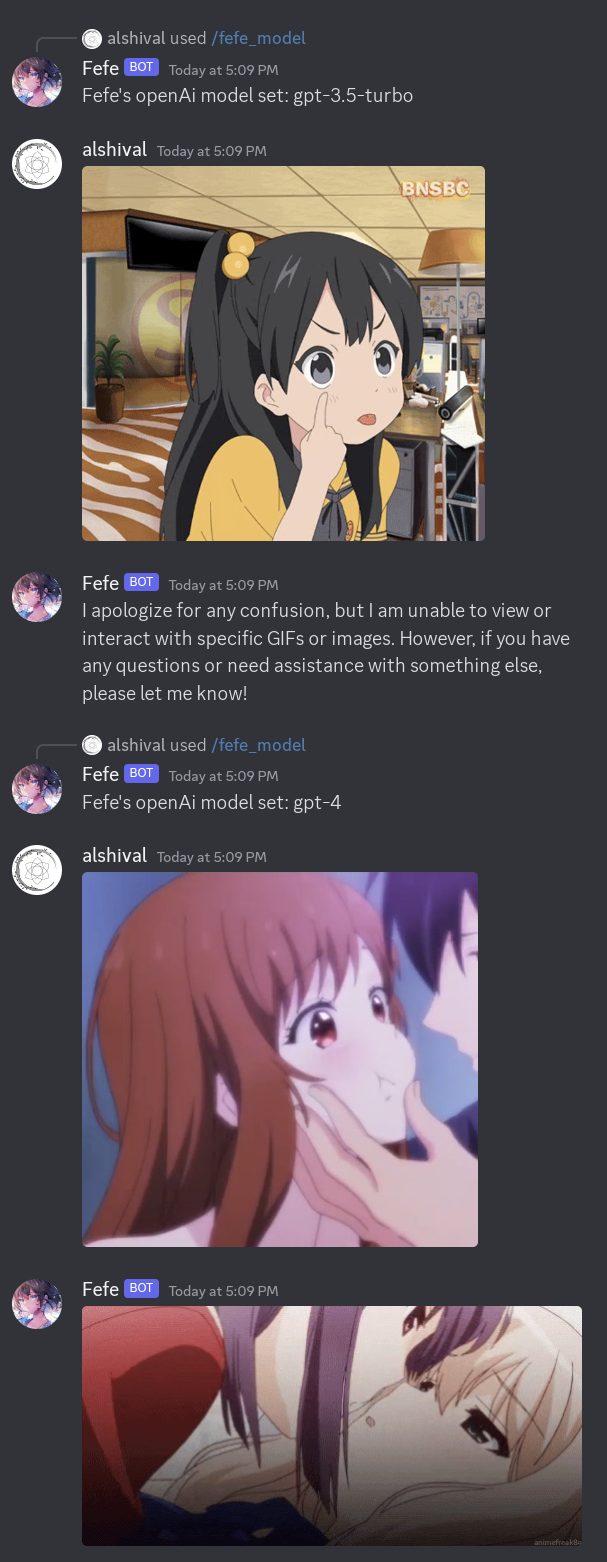 alshival used /fefe_model
Fefe BOT Today at 5:09 PM
Fefe's openAi model set: gpt-3.5-turbo
alshival Today at 5:09 PM
BNSBC
Fefe BOT Today at 5:09 PM
I apologize for any confusion, but I am unable to view or
interact with specific GIFs or images. However, if you have
any questions or need assistance with something else,
please let me know!
alshival used /fefe_model
Fefe BOT Today at 5:09 PM
Fefe's openAi model set: gpt-4
alshival Today at 5:09 PM
Fefe BOT Today at 5:09 PM